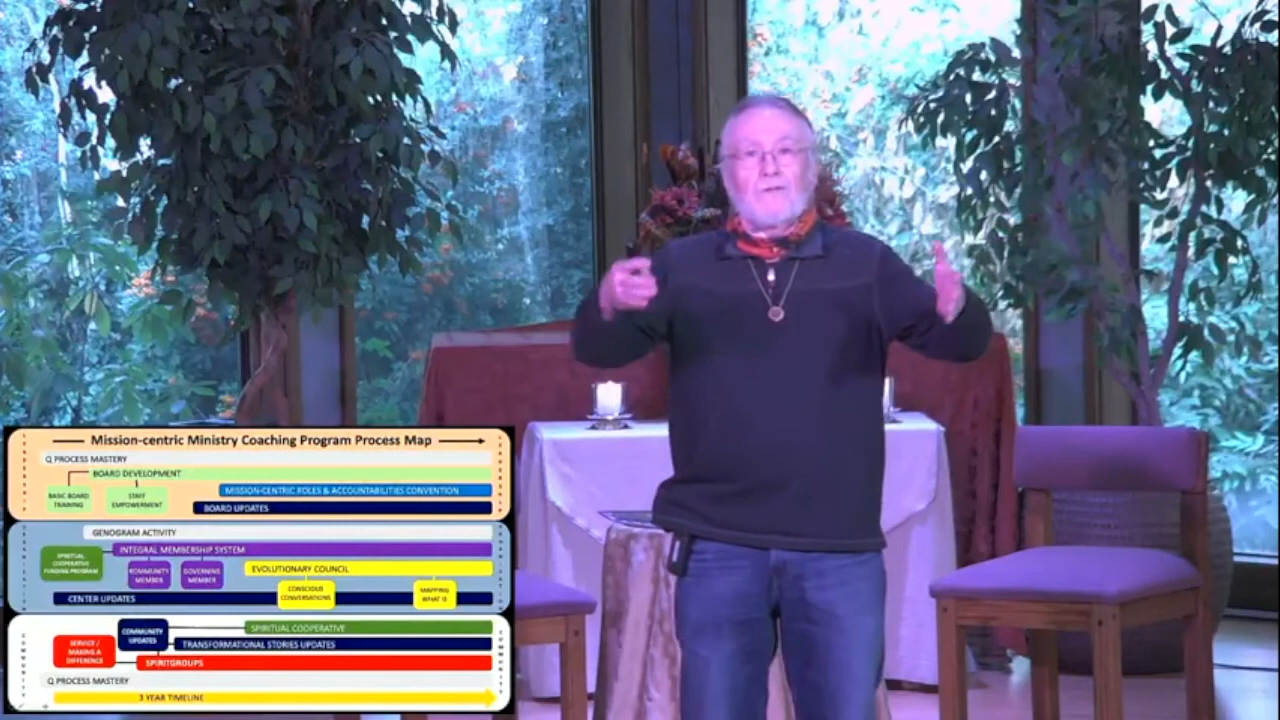 Mission-centric Ministry Coaching Program Process Map
Q PROCESS MASTERY
BOARD DEVELOPMENT
BASIC BOARD
TRAINING
STAFF
EMPOWERMENT
MISSION-CENTRIC ROLES & ACCOUNTABILITIES CONVENTION
BOARD UPDATES
GENOGRAM ACTIVITY
INTEGRAL MEMBERSHIP SYSTEM
SPIRITUAL
COOPERATIVE
FUNDING PROGRAM
COMMUNITY
MEMBER
GOVERNING
MEMBER
EVOLUTIONARY COUNCIL
CONSCIOUS
CONVERSATIONS
MAPPING
WHAT IS
CENTER UPDATES
COMMUNITY
COMMUNITY
UPDATES
SPIRITUAL COOPERATIVE
SERVICE /
MAKING A
DIFFERENCE
TRANSFORMATIONAL STORIES UPDATES
SPIRITGROUPS
COMMUNITY
Q PROCESS MASTERY
3 YEAR TIMELINE